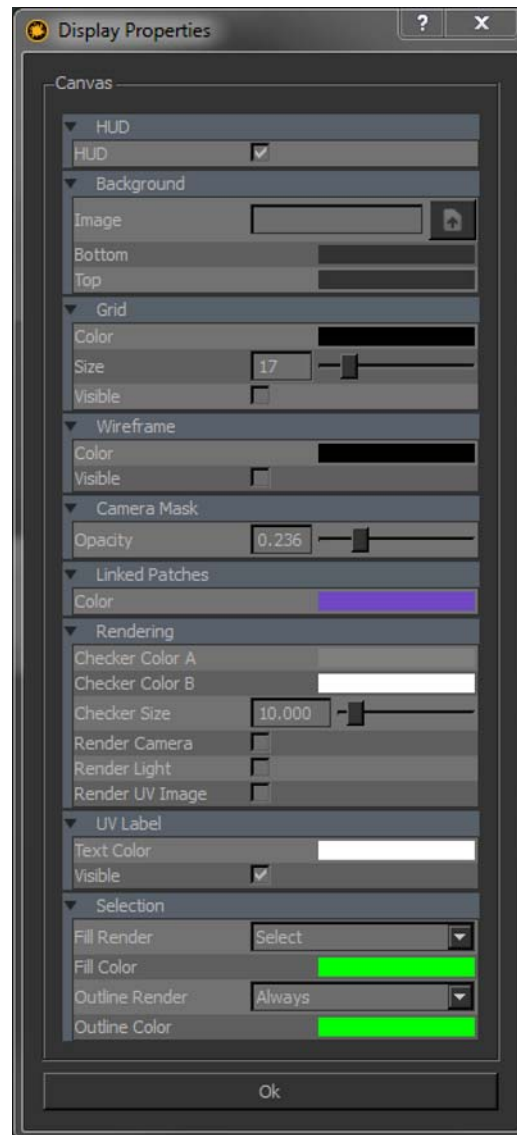 Display Properties
? X
Canvas
HUD
HUD
Background
Image
Bottom
Top
Grid
Color
Size 17
Visible
Wireframe
Color
Visible
Camera Mask
Opacity 0.236
Linked Patches
Color
Rendering
Checker Color A
Checker Color B
Checker Size 10.000
Render Camera
Render Light
Render UV Image
UV Label
Text Color
Visible
Selection
Fill Render Select
Fill Color
Outline Render Always
Outline Color
Ok